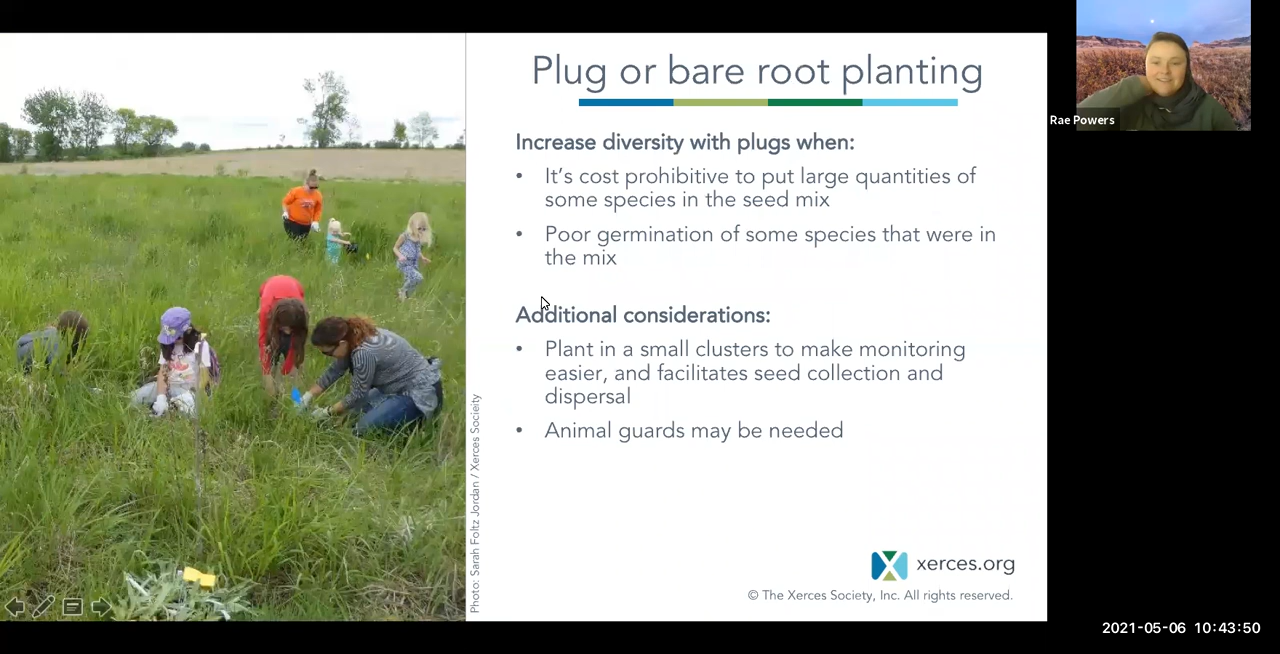 Plug or bare root planting
Increase diversity with plugs when:
• It's cost prohibitive to put large quantities of
some species in the seed mix
• Poor germination of some species that were in
the mix
Additional considerations:
• Plant in a small clusters to make monitoring
easier, and facilitates seed collection and
dispersal
• Animal guards may be needed
Photo: Sarah Foltz Jordan / Xerces Society
xerces.org
© The Xerces Society, Inc. All rights reserved.
Rae Powers
2021-05-06 10:43:50